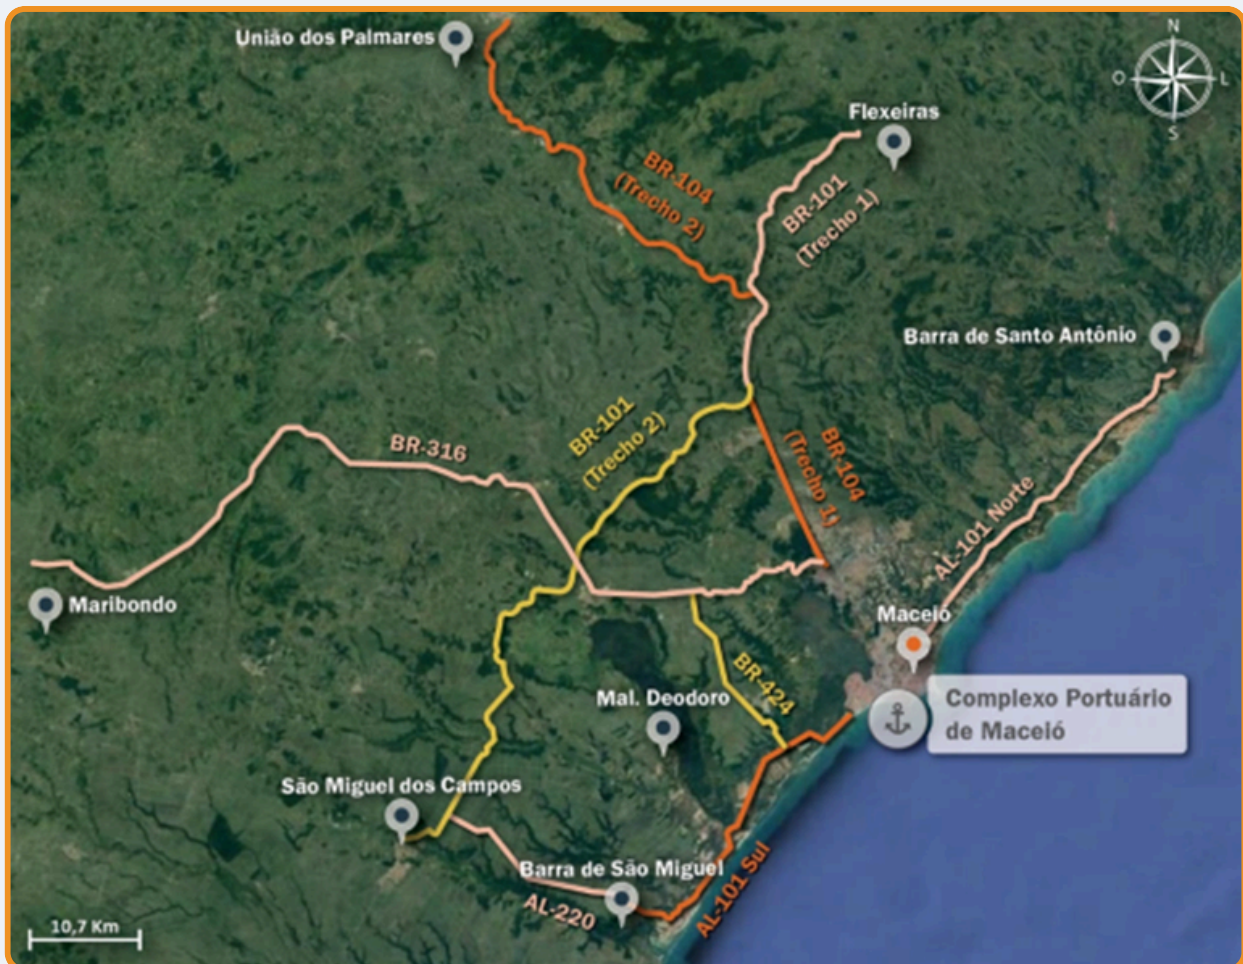 União dos Palmares
N
O
L
S
Flexeiras
BR-104
(Trecho 2)
BR-101
(Trecho 1)
Barra de Santo Antônio
BR-101
(Trecho 2)
BR-316
BR-104
(Trecho 1)
AL-101 Norte
Maribondo
Maceió
BR-424
Mal. Deodoro
Complexo Portuário
de Maceió
São Miguel dos Campos
Barra de São Miguel
AL-220
AL-101 Sul
10,7 Km